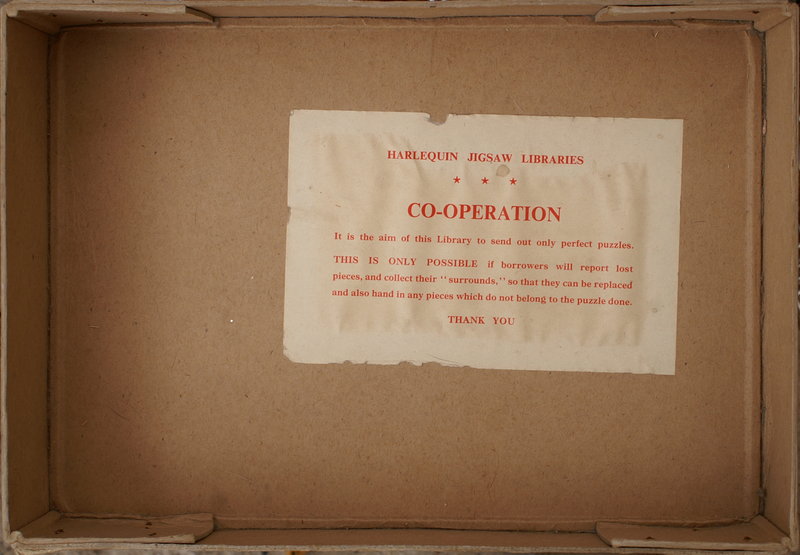 HARLEQUIN JIGSAW LIBRARIES
★ ★ ★
CO-OPERATION
It is the aim of this Library to send out only perfect puzzles.
THIS IS ONLY POSSIBLE if borrowers will report lost
pieces, and collect their "surrounds," so that they can be replaced
and also hand in any pieces which do not belong to the puzzle done.
THANK YOU